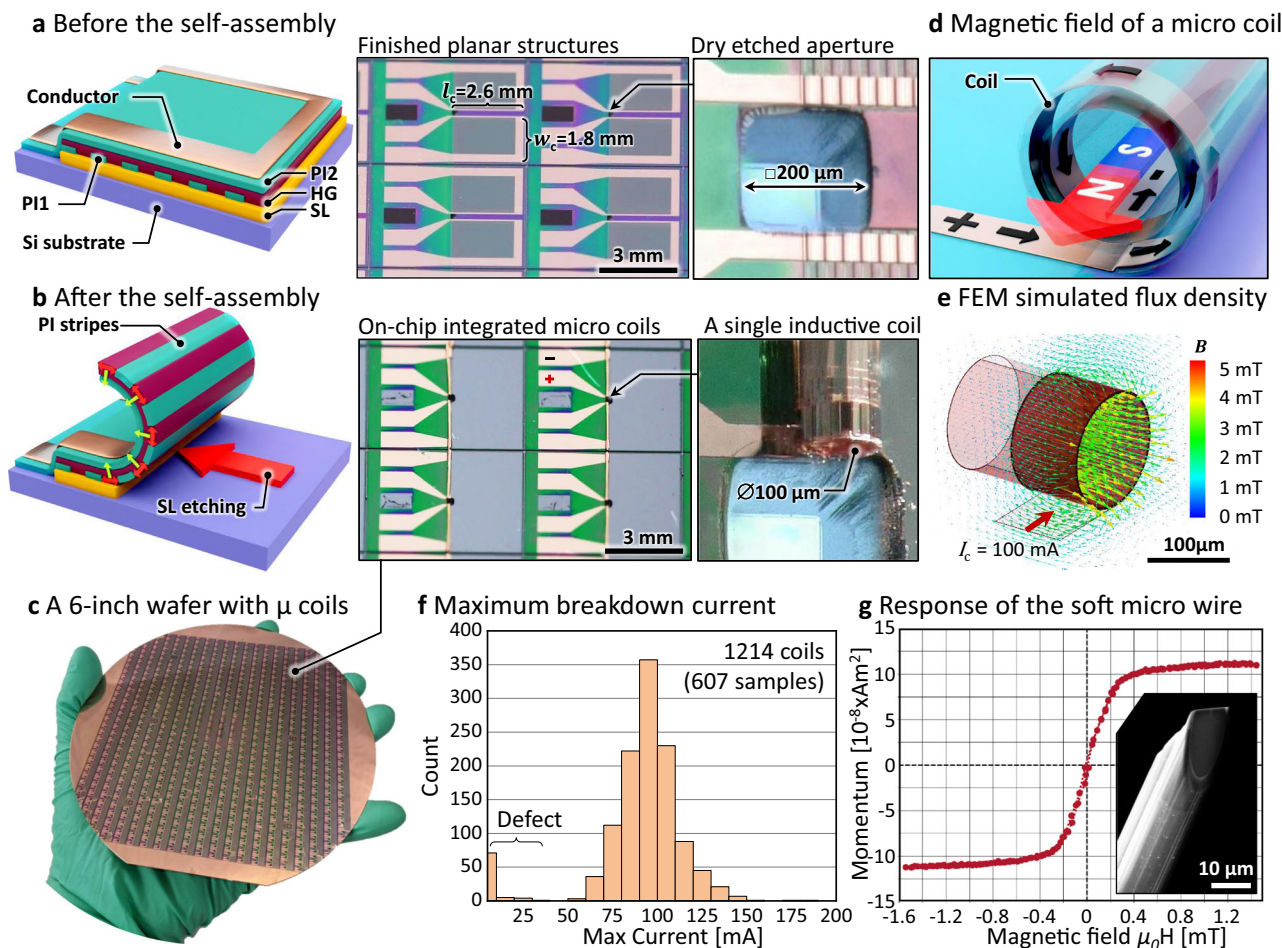 a Before the self-assembly
Conductor
PI1
PI2
HG
SL
Si substrate
Finished planar structures
lc=2.6 mm
wc=1.8 mm
3 mm
Dry etched aperture
□200 µm
d Magnetic field of a micro coil
Coil
S
N
+
-
b After the self-assembly
PI stripes
SL etching
On-chip integrated micro coils
−
+
3 mm
A single inductive coil
∅100 µm
e FEM simulated flux density
B
5 mT
4 mT
3 mT
2 mT
1 mT
0 mT
Ic = 100 mA
100µm
c A 6-inch wafer with µ coils
f Maximum breakdown current
400
350
300
250
200
150
100
50
0
Count
1214 coils
(607 samples)
Defect
25
50
75
100
125
150
175
200
Max Current [mA]
g Response of the soft micro wire
15
10
5
0
-5
-10
-15
Momentum [10⁻⁸xAm²]
10 µm
-1.6
-1.2
-0.8
-0.4
0
0.4
0.8
1.2
Magnetic field µ₀H [mT]